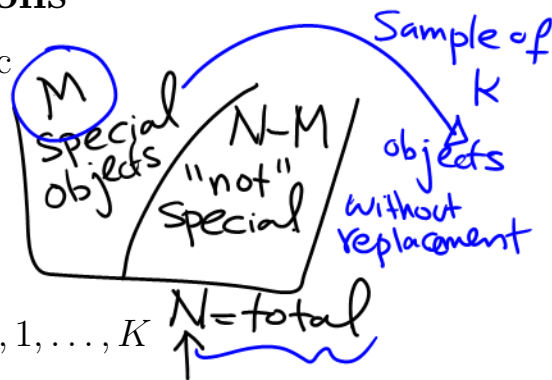 ons
c
M
special
objects
N-M
"not"
special
Sample of
K
objects
without
replacement
N=total
, 1, . . . , K